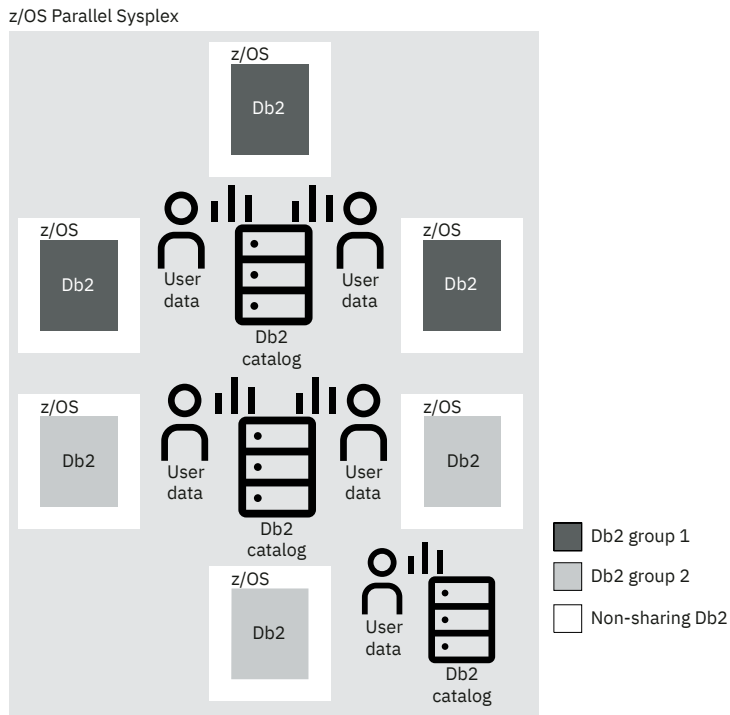 z/OS Parallel Sysplex
z/OS
Db2
z/OS
Db2
User
data
User
data
z/OS
Db2
Db2
catalog
z/OS
Db2
User
data
User
data
z/OS
Db2
Db2
catalog
z/OS
Db2
User
data
Db2
catalog
Db2 group 1
Db2 group 2
Non-sharing Db2